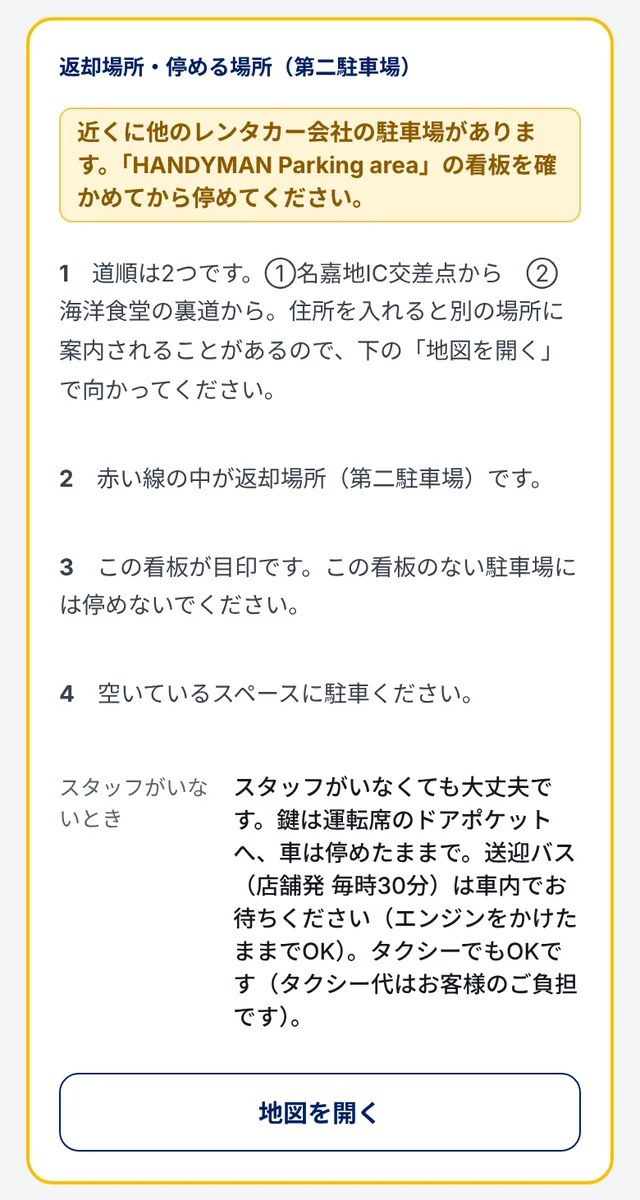 返却場所・停める場所（第二駐車場）
近くに他のレンタカー会社の駐車場がありま
す。「HANDYMAN Parking area」の看板を確
かめてから停めてください。
1　道順は2つです。①名嘉地IC交差点から　②
海洋食堂の裏道から。住所を入れると別の場所に
案内されることがあるので、下の「地図を開く」
で向かってください。
2　赤い線の中が返却場所（第二駐車場）です。
3　この看板が目印です。この看板のない駐車場に
は停めないでください。
4　空いているスペースに駐車ください。
スタッフがいな
いとき
スタッフがいなくても大丈夫で
す。鍵は運転席のドアポケット
へ、車は停めたままで。送迎バス
（店舗発 毎時30分）は車内でお
待ちください（エンジンをかけた
ままでOK）。タクシーでもOKで
す（タクシー代はお客様のご負担
です）。
地図を開く